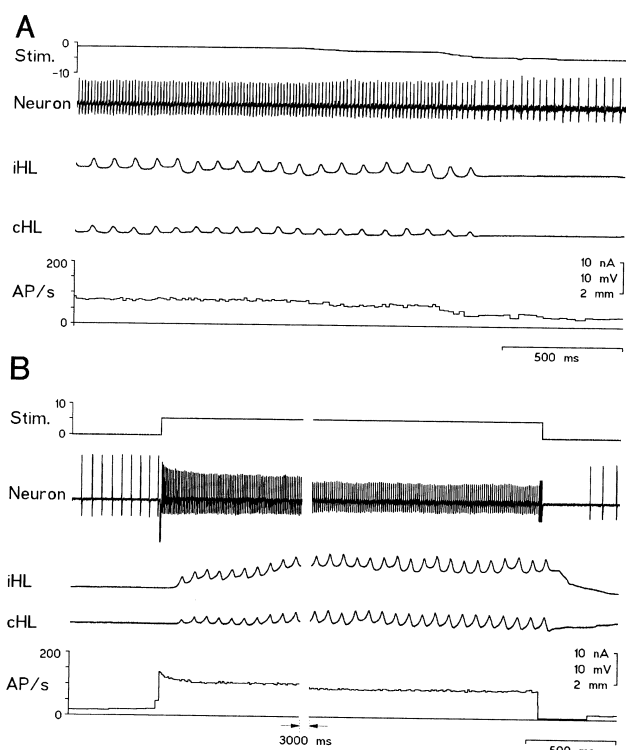 A
Stim.
0
-10
Neuron
iHL
cHL
AP/s
200
0
10 nA
10 mV
2 mm
500 ms
B
Stim.
10
0
Neuron
iHL
cHL
AP/s
200
0
10 nA
10 mV
2 mm
3000 ms
500 ms